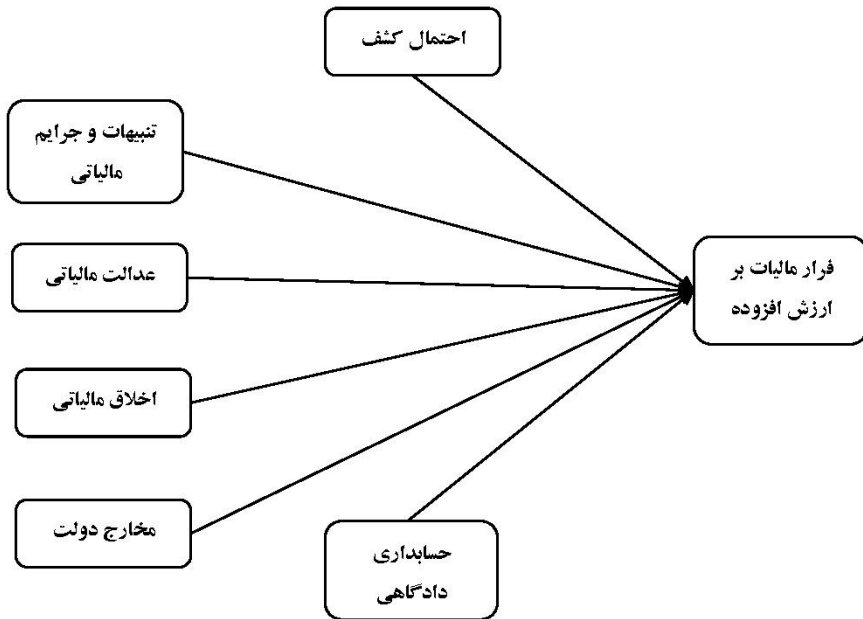 احتمال کشف
تنبیهات و جرایم
مالیاتی
عدالت مالیاتی
فرار مالیات بر
ارزش افزوده
اخلاق مالیاتی
مخارج دولت
حسابداری
دادگاهی